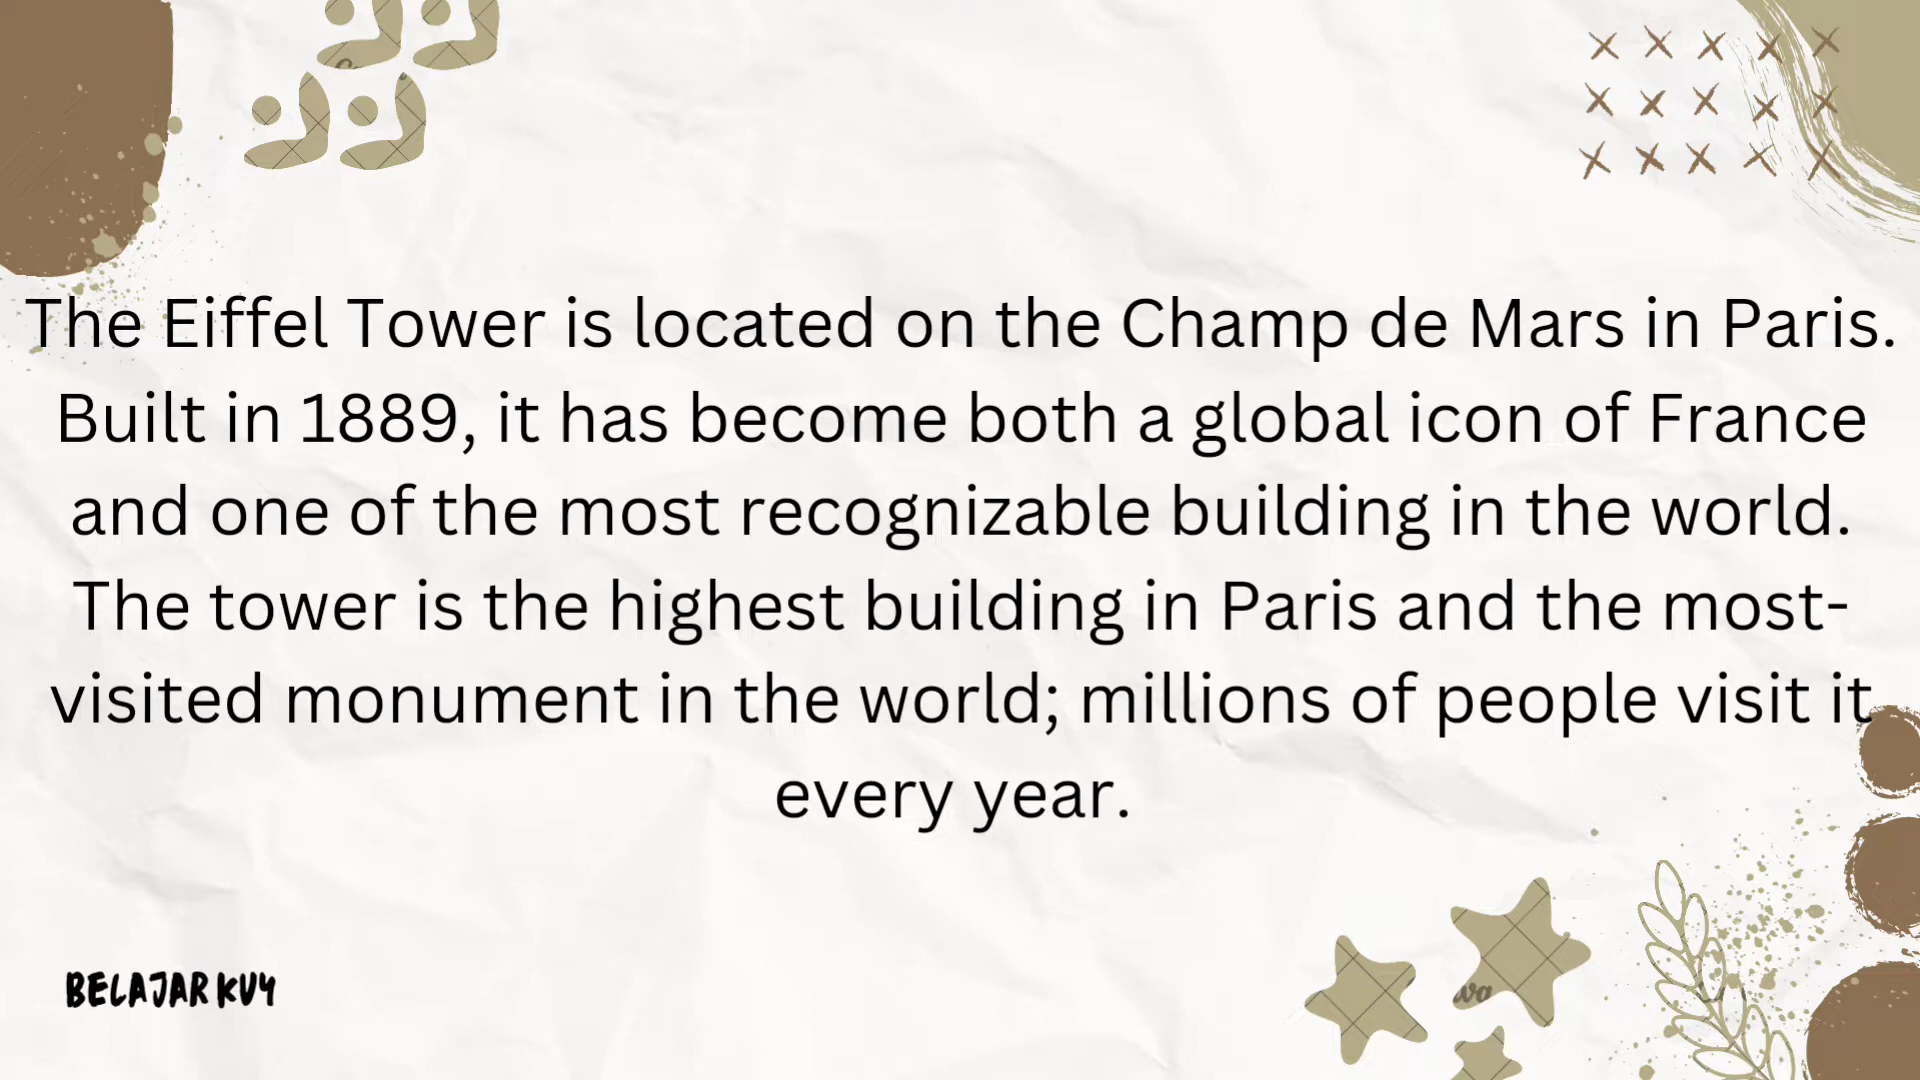 The Eiffel Tower is located on the Champ de Mars in Paris.
Built in 1889, it has become both a global icon of France
and one of the most recognizable building in the world.
The tower is the highest building in Paris and the most-
visited monument in the world; millions of people visit it
every year.
BELAJAR KUY